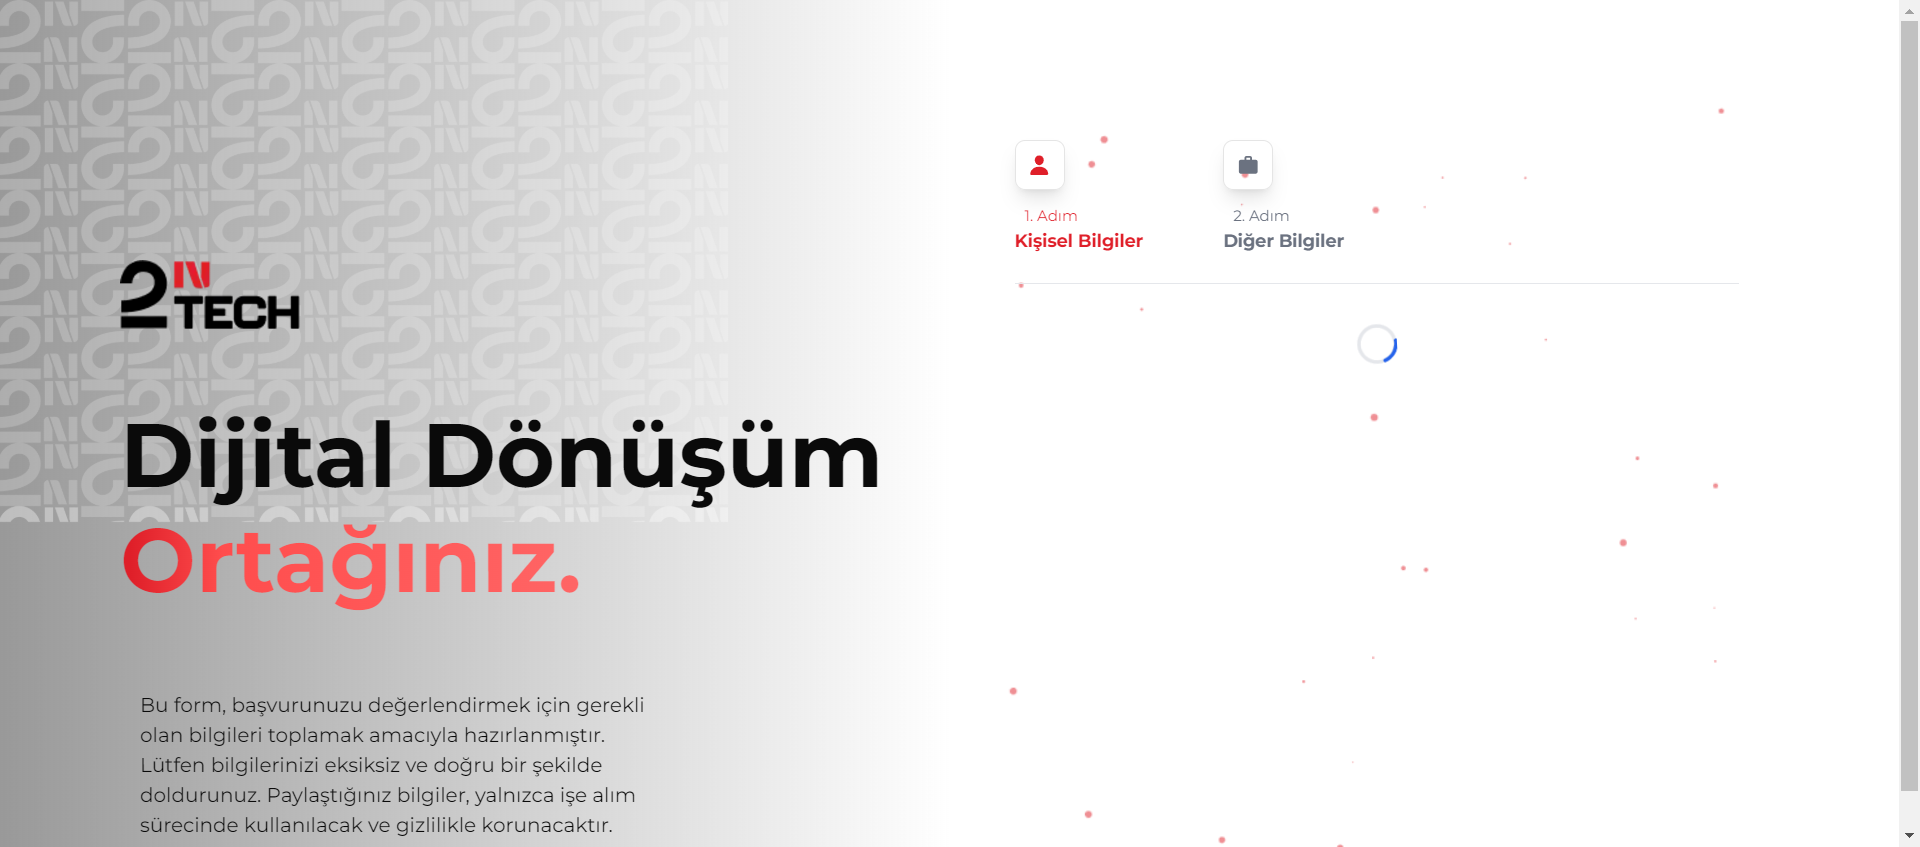 2N
TECH
Dijital Dönüşüm
Ortağınız.
Bu form, başvurunuzu değerlendirmek için gerekli
olan bilgileri toplamak amacıyla hazırlanmıştır.
Lütfen bilgilerinizi eksiksiz ve doğru bir şekilde
doldurunuz. Paylaştığınız bilgiler, yalnızca işe alım
sürecinde kullanılacak ve gizlilikle korunacaktır.
1. Adım
Kişisel Bilgiler
2. Adım
Diğer Bilgiler